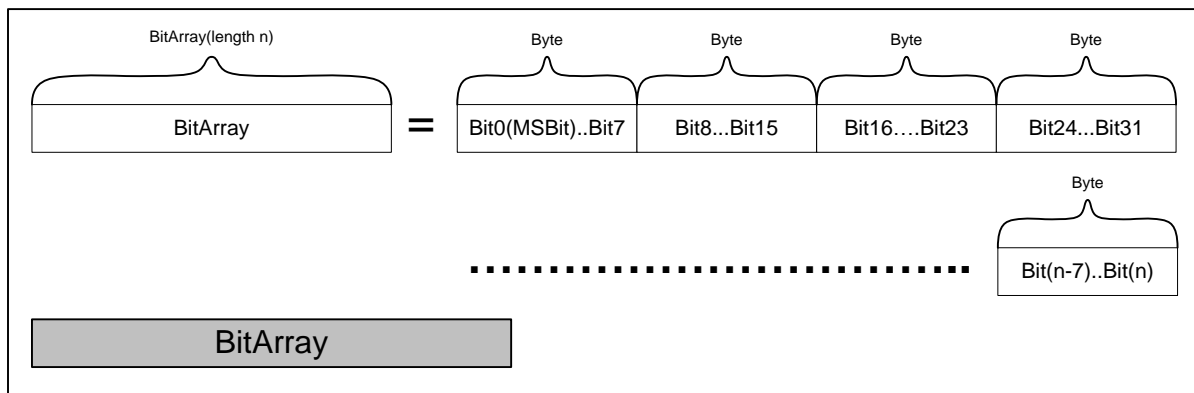 BitArray(length n) Byte Byte Byte Byte
BitArray = Bit0(MSBit)..Bit7 Bit8...Bit15 Bit16....Bit23 Bit24...Bit31
Byte
Bit(n-7)..Bit(n)
BitArray